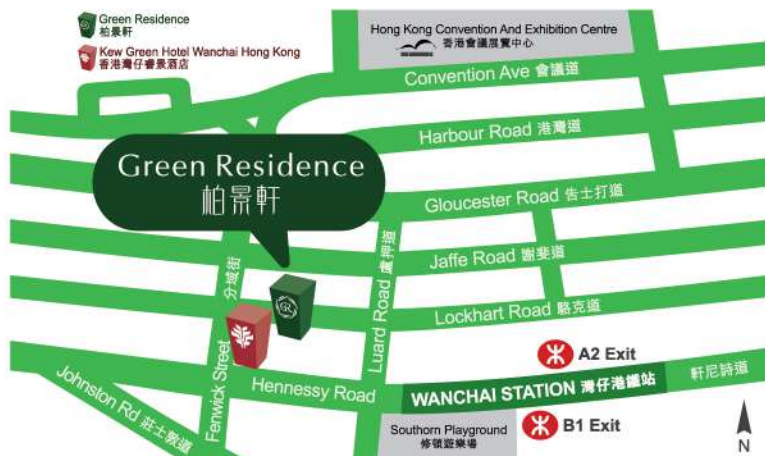 Green Residence
柏景軒
Kew Green Hotel Wanchai Hong Kong
香港灣仔睿景酒店
Hong Kong Convention And Exhibition Centre
香港會議展覽中心
Convention Ave 會議道
Harbour Road 港灣道
Green Residence
柏景軒
Gloucester Road 告士打道
Jaffe Road 謝斐道
Lockhart Road 駱克道
Luard Road 盧押道
Fenwick Street 分域街
GR
A2 Exit
Hennessy Road
WANCHAI STATION 灣仔港鐵站
軒尼詩道
Johnston Rd 莊士敦道
Southorn Playground
修頓遊樂場
B1 Exit
N